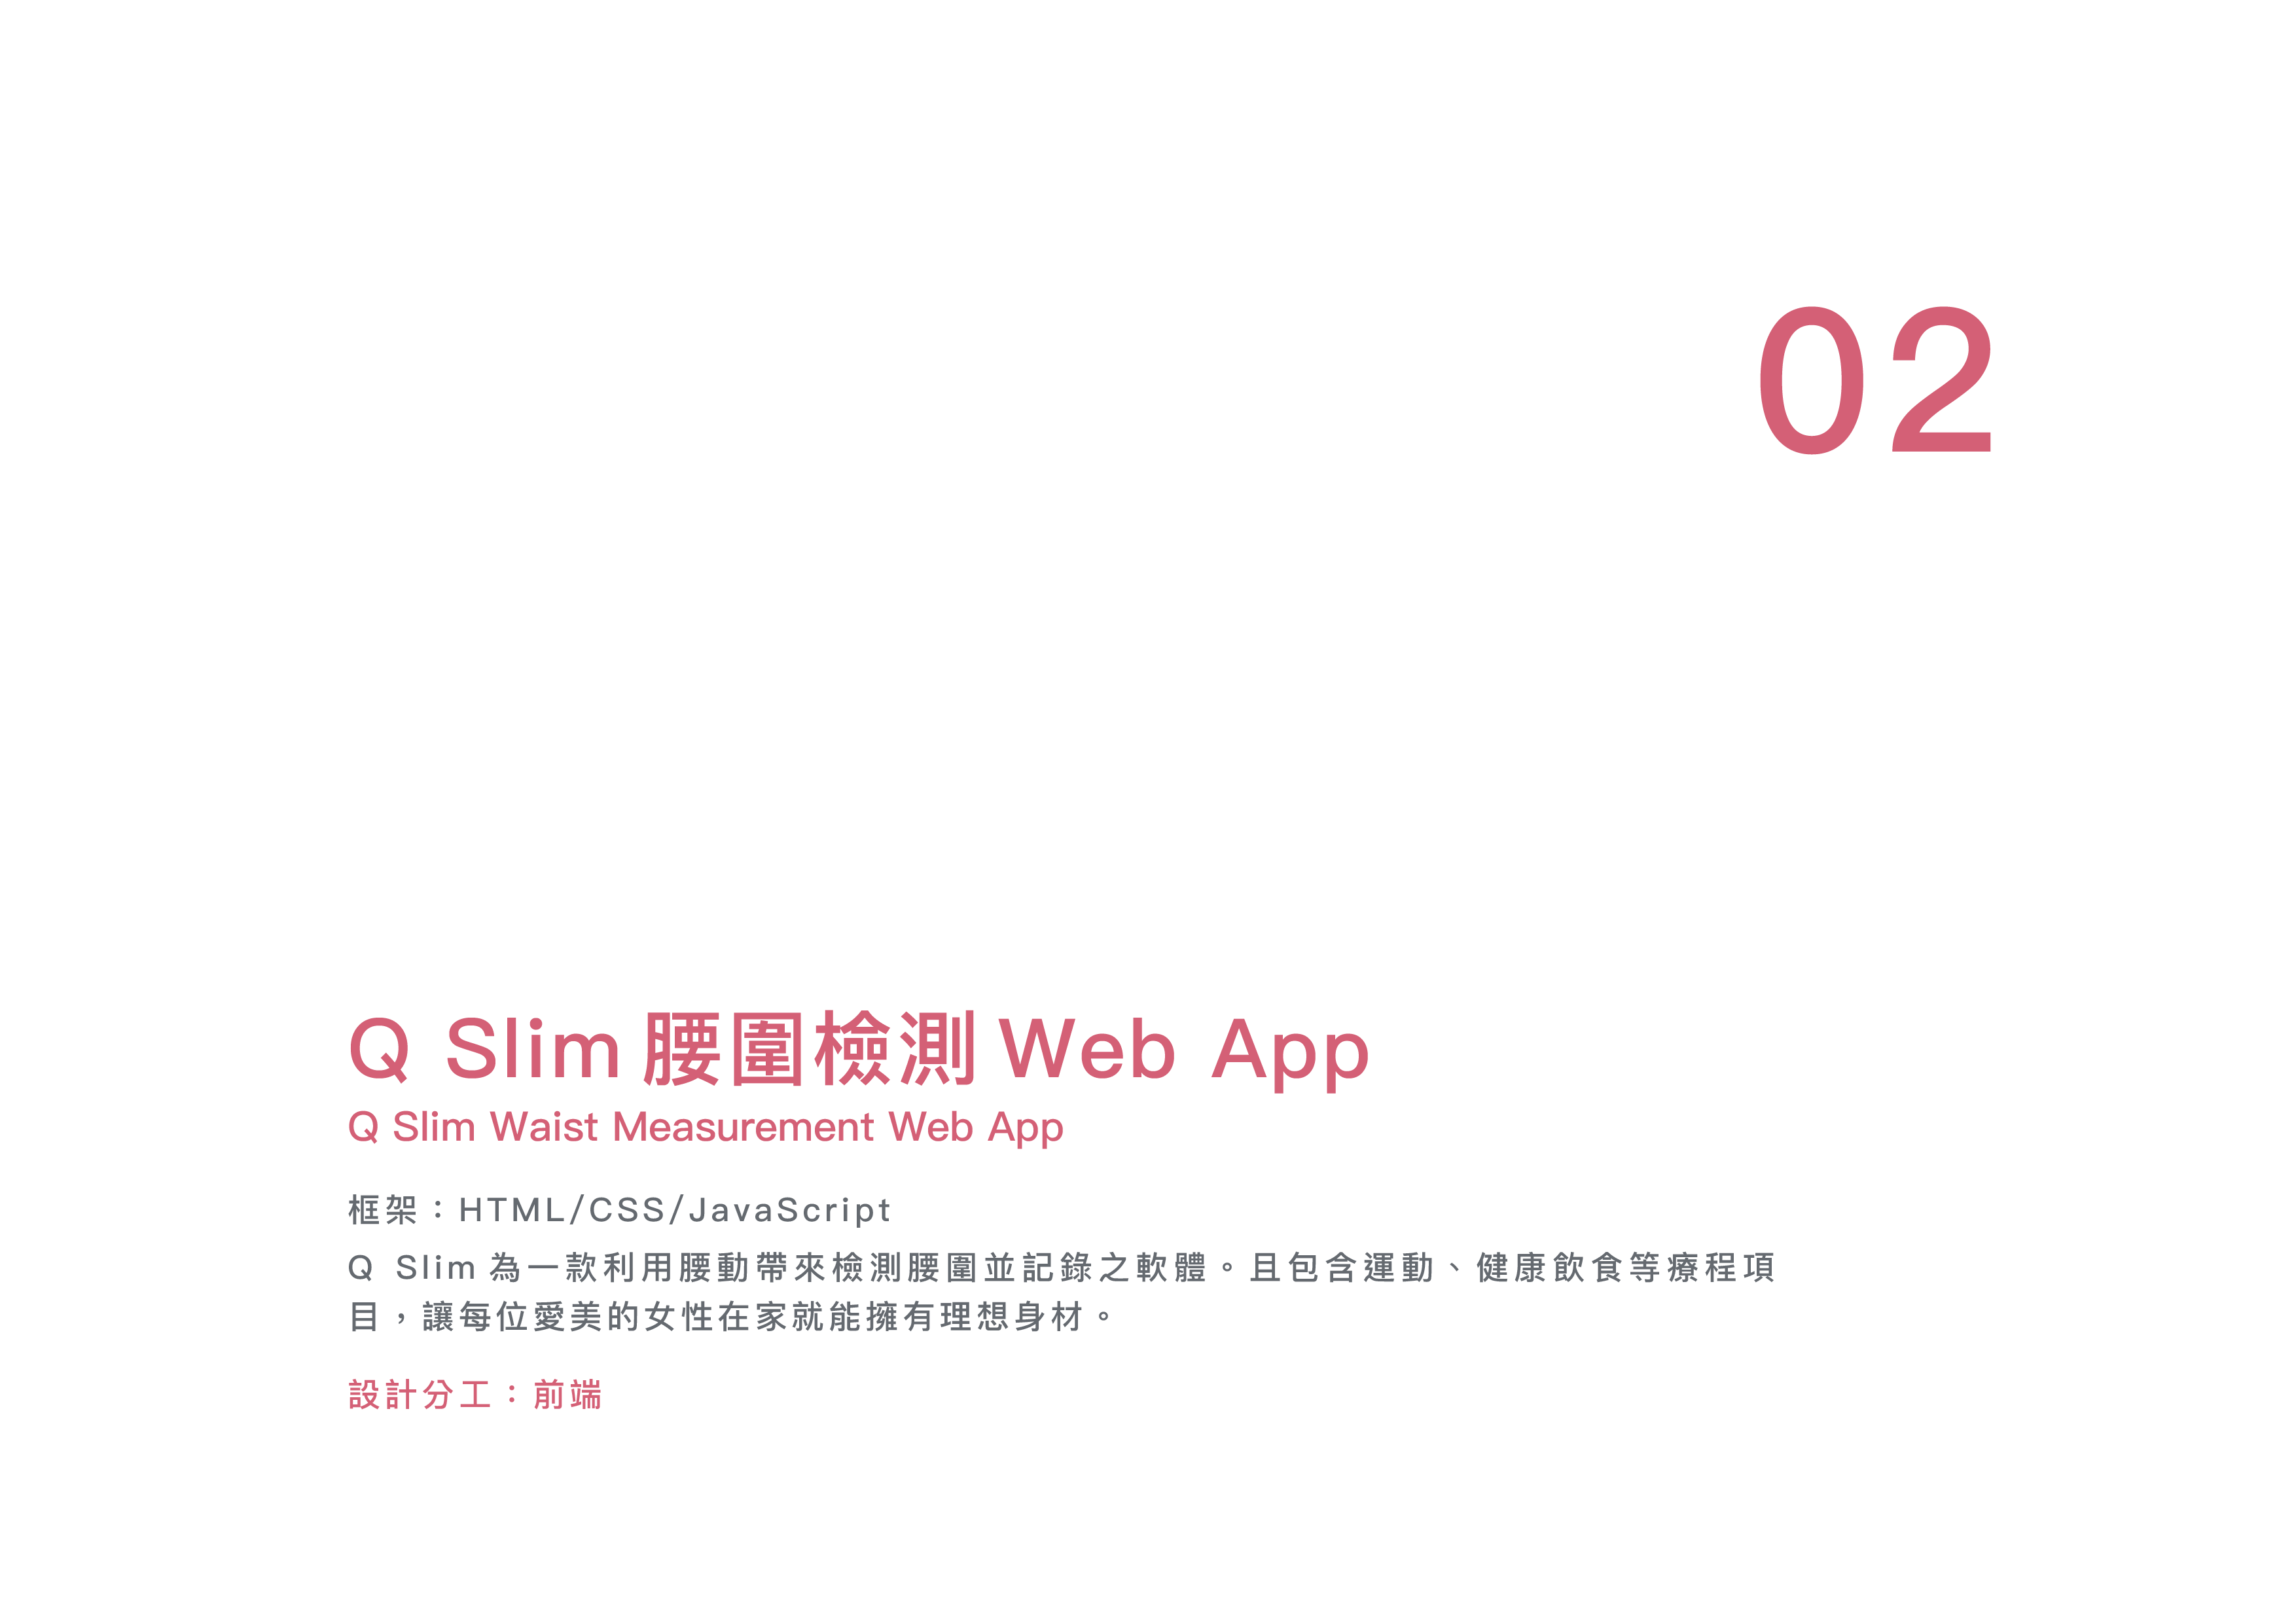 02
Q Slim 腰圍檢測 Web App
Q Slim Waist Measurement Web App
框架：HTML/CSS/JavaScript
Q Slim 為一款利用腰動帶來檢測腰圍並記錄之軟體。且包含運動、健康飲食等療程項
目，讓每位愛美的女性在家就能擁有理想身材。
設計分工：前端